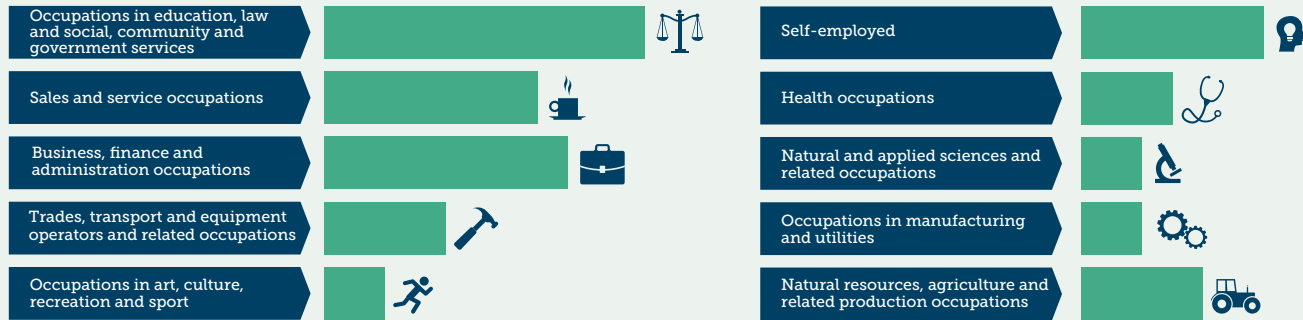 Occupations in education, law
and social, community and
government services
Sales and service occupations
Business, finance and
administration occupations
Trades, transport and equipment
operators and related occupations
Occupations in art, culture,
recreation and sport
Self-employed
Health occupations
Natural and applied sciences and
related occupations
Occupations in manufacturing
and utilities
Natural resources, agriculture and
related production occupations